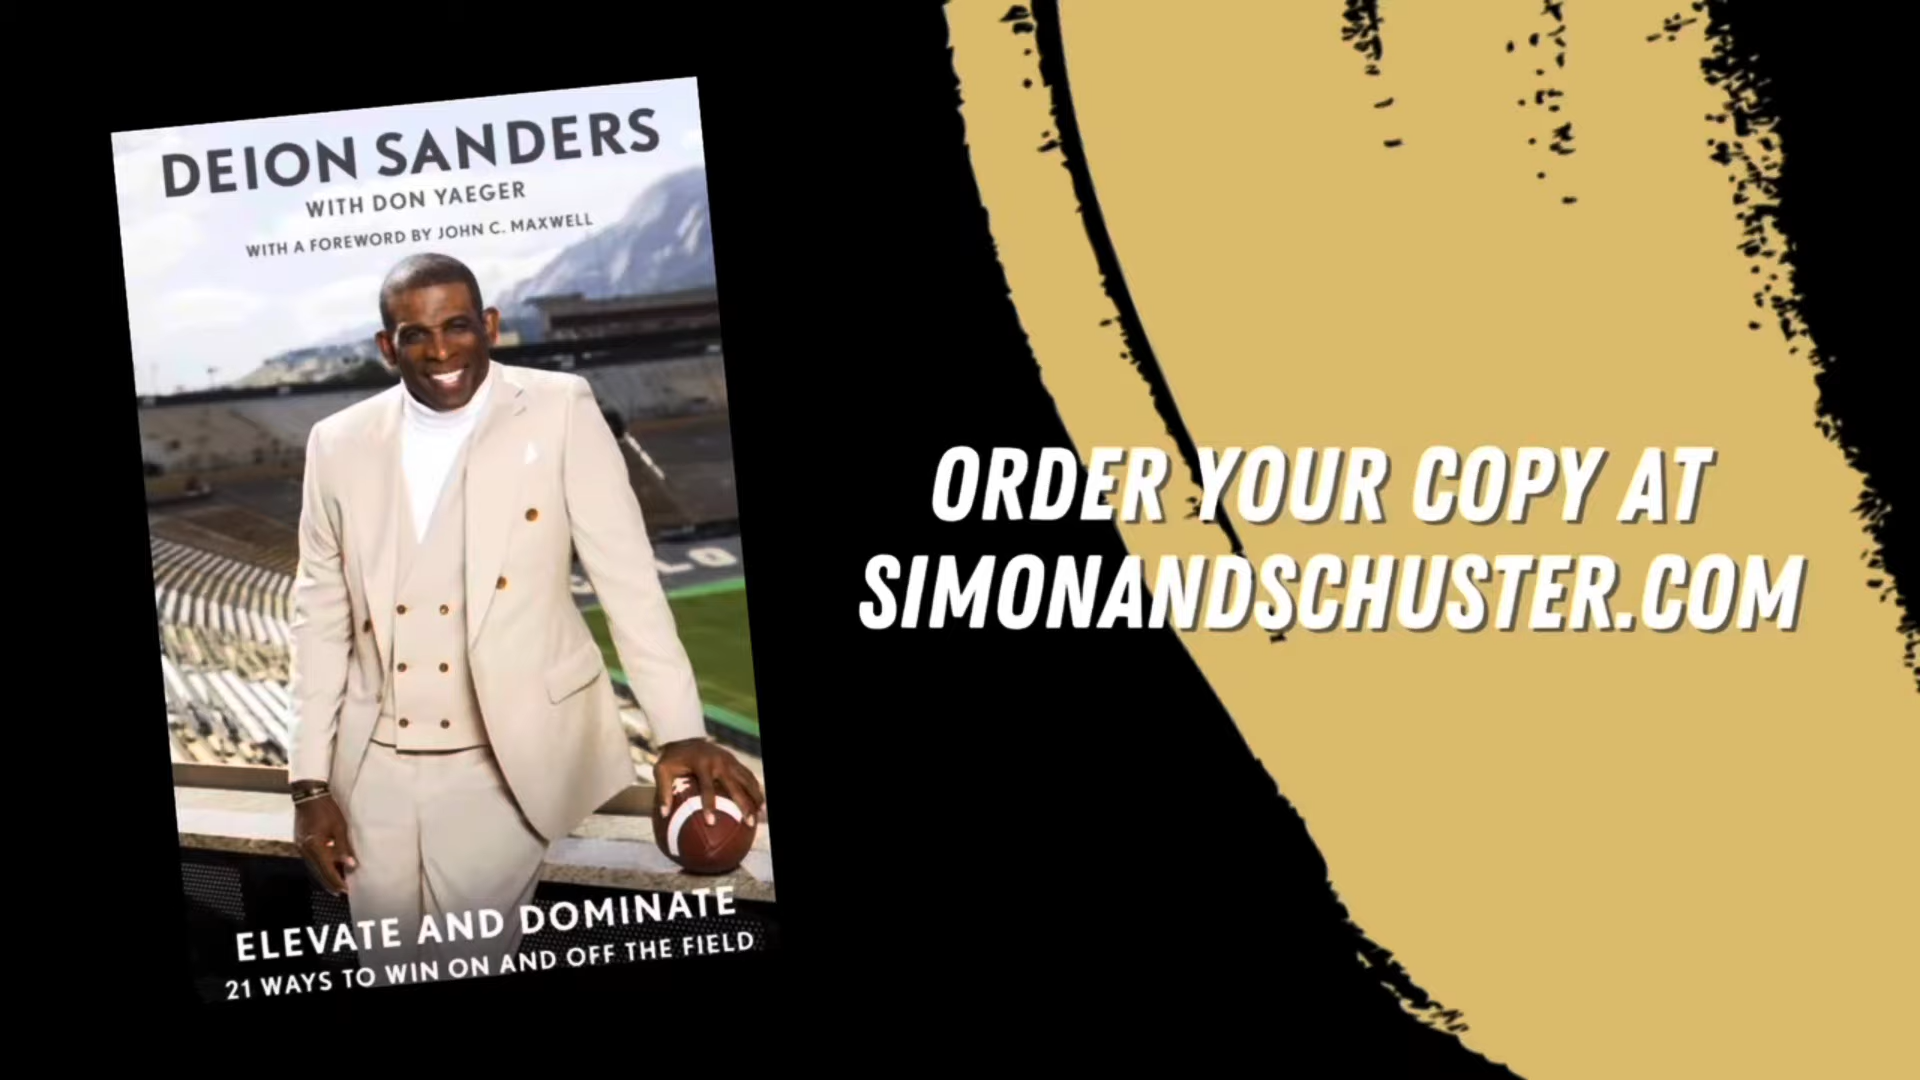 DEION SANDERS
WITH DON YAEGER
WITH A FOREWORD BY JOHN C. MAXWELL
ELEVATE AND DOMINATE
21 WAYS TO WIN ON AND OFF THE FIELD
ORDER YOUR COPY AT
SIMONANDSCHUSTER.COM